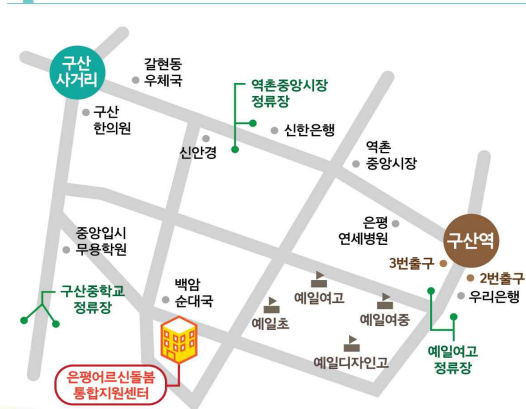 구산
사거리
갈현동
우체국
역촌중앙시장
정류장
구산
한의원
신한은행
신안경
역촌
중앙시장
은평
연세병원
구산역
중앙입시
무용학원
3번출구
2번출구
구산중학교
정류장
백암
순대국
우리은행
예일여고
예일초
예일여중
예일디자인고
예일여고
정류장
은평어르신돌봄
통합지원센터